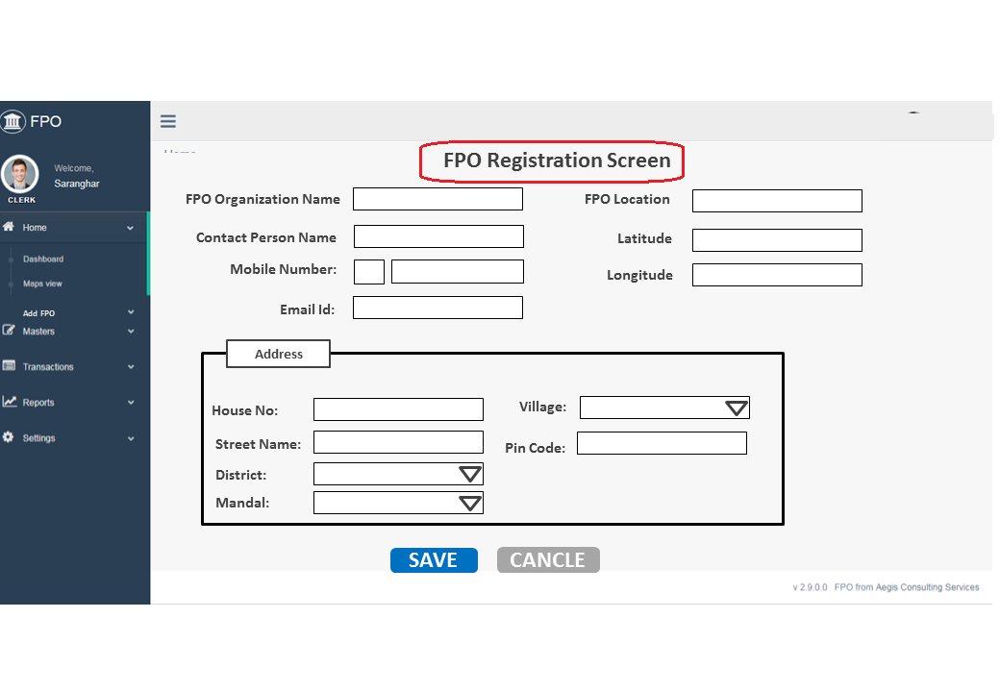 FPO
Welcome,
Saranghar
CLERK
Home
Dashboard
Maps view
Add FPO
Masters
Transactions
Reports
Settings
FPO Registration Screen
FPO Organization Name
FPO Location
Contact Person Name
Latitude
Mobile Number:
Longitude
Email Id:
Address
House No:
Village:
Street Name:
Pin Code:
District:
Mandal:
SAVE
CANCLE
v 2.9.0.0 FPO from Aegis Consulting Services